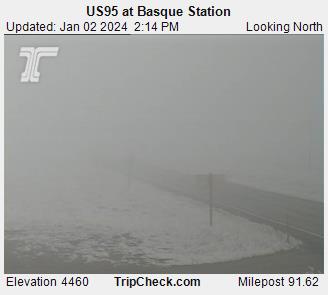 US95 at Basque Station
Updated: Jan 02 2024 2:14 PM Looking North
Elevation 4460 TripCheck.com Milepost 91.62